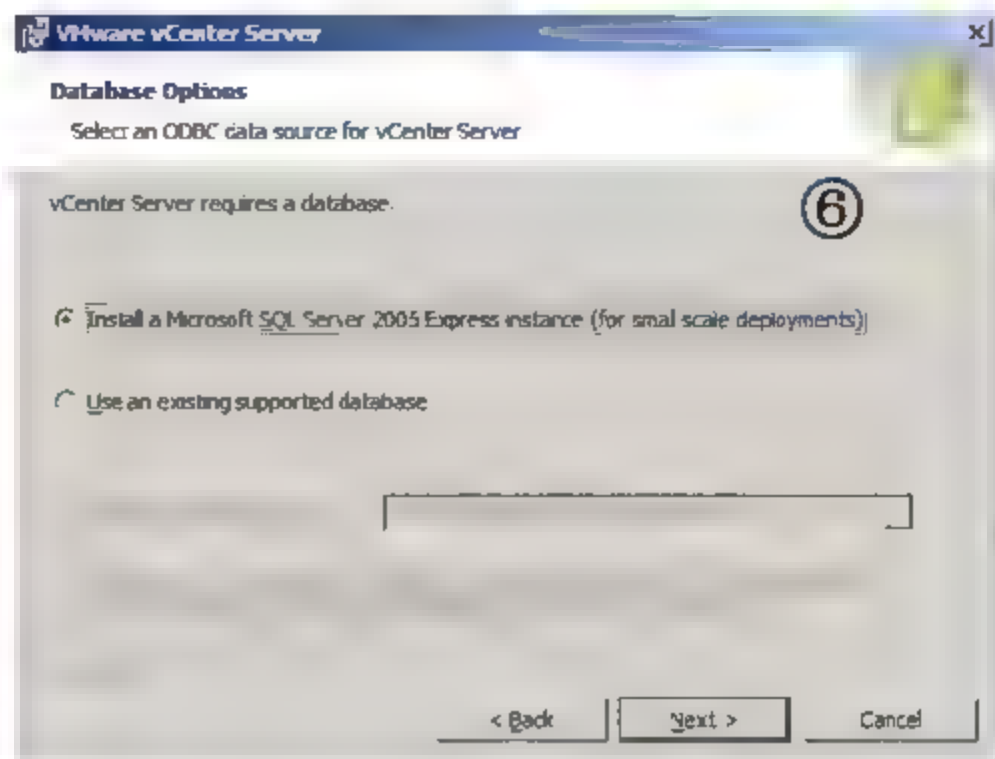 VMware vCenter Server
Database Options
Select an ODBC data source for vCenter Server
vCenter Server requires a database.
⑥
Install a Microsoft SQL Server 2005 Express instance (for small scale deployments)
Use an existing supported database
< Back Next > Cancel